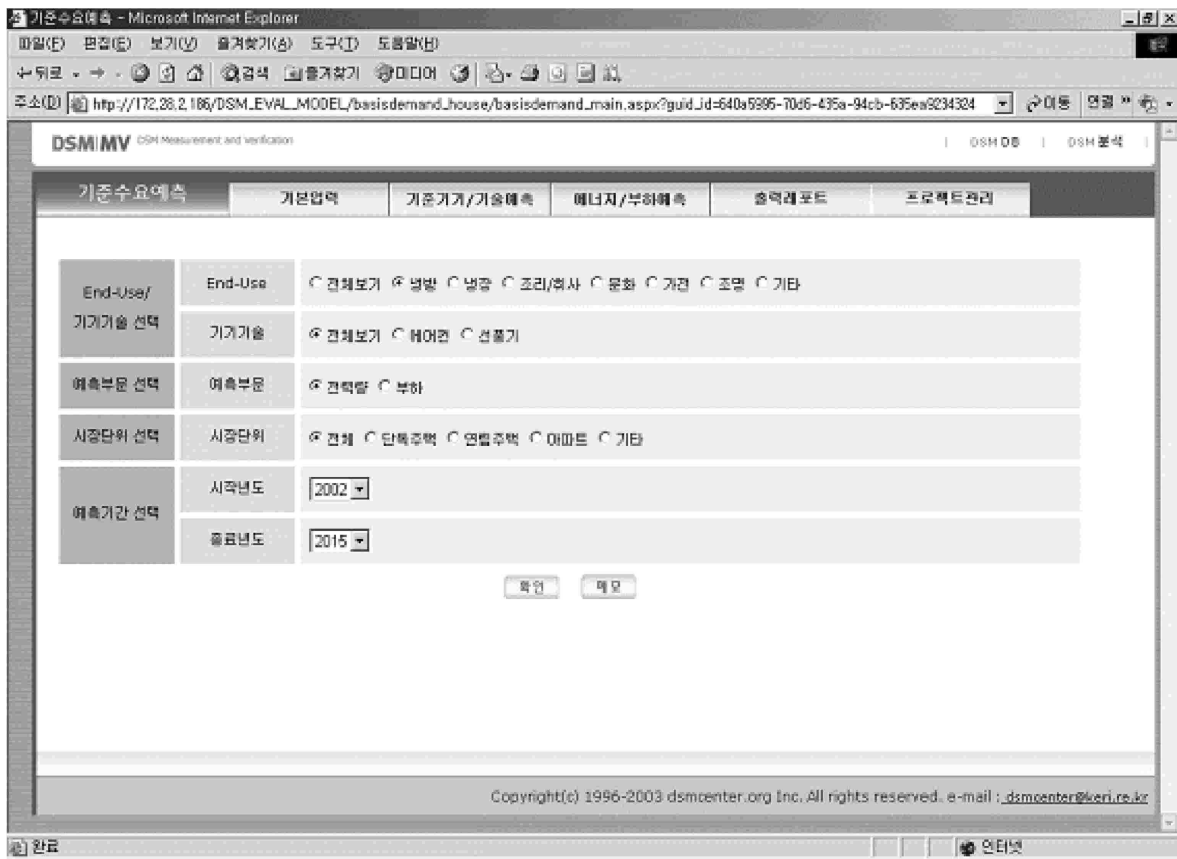 기준수요예측 - Microsoft Internet Explorer
파일(F) 편집(E) 보기(V) 즐겨찾기(A) 도구(T) 도움말(H)
뒤로 검색 즐겨찾기 미디어
주소(D) http://172.28.2.186/DSM_EVAL_MODEL/basisdemand_house/basisdemand_main.aspx?guid_id=640a5995-70d6-435a-94cb-635ea9234324 이동 연결 »
DSM|MV DSM Measurement and Verification | DSM DB | DSM 분석 |
기준수요예측 기본입력 기준기기/기술예측 에너지/부하예측 출력레포트 프로젝트관리
End-Use/
기기기술 선택
End-Use 전체보기 냉방 냉장 조리/취사 문화 가전 조명 기타
기기기술 전체보기 에어컨 선풍기
예측부문 선택 예측부문 전력량 부하
시장단위 선택 시장단위 전체 단독주택 연립주택 아파트 기타
예측기간 선택
시작년도 2002
종료년도 2015
확인 메모
Copyright(c) 1996-2003 dsmcenter.org Inc. All rights reserved. e-mail : dsmcenter@keri.re.kr
완료 인터넷